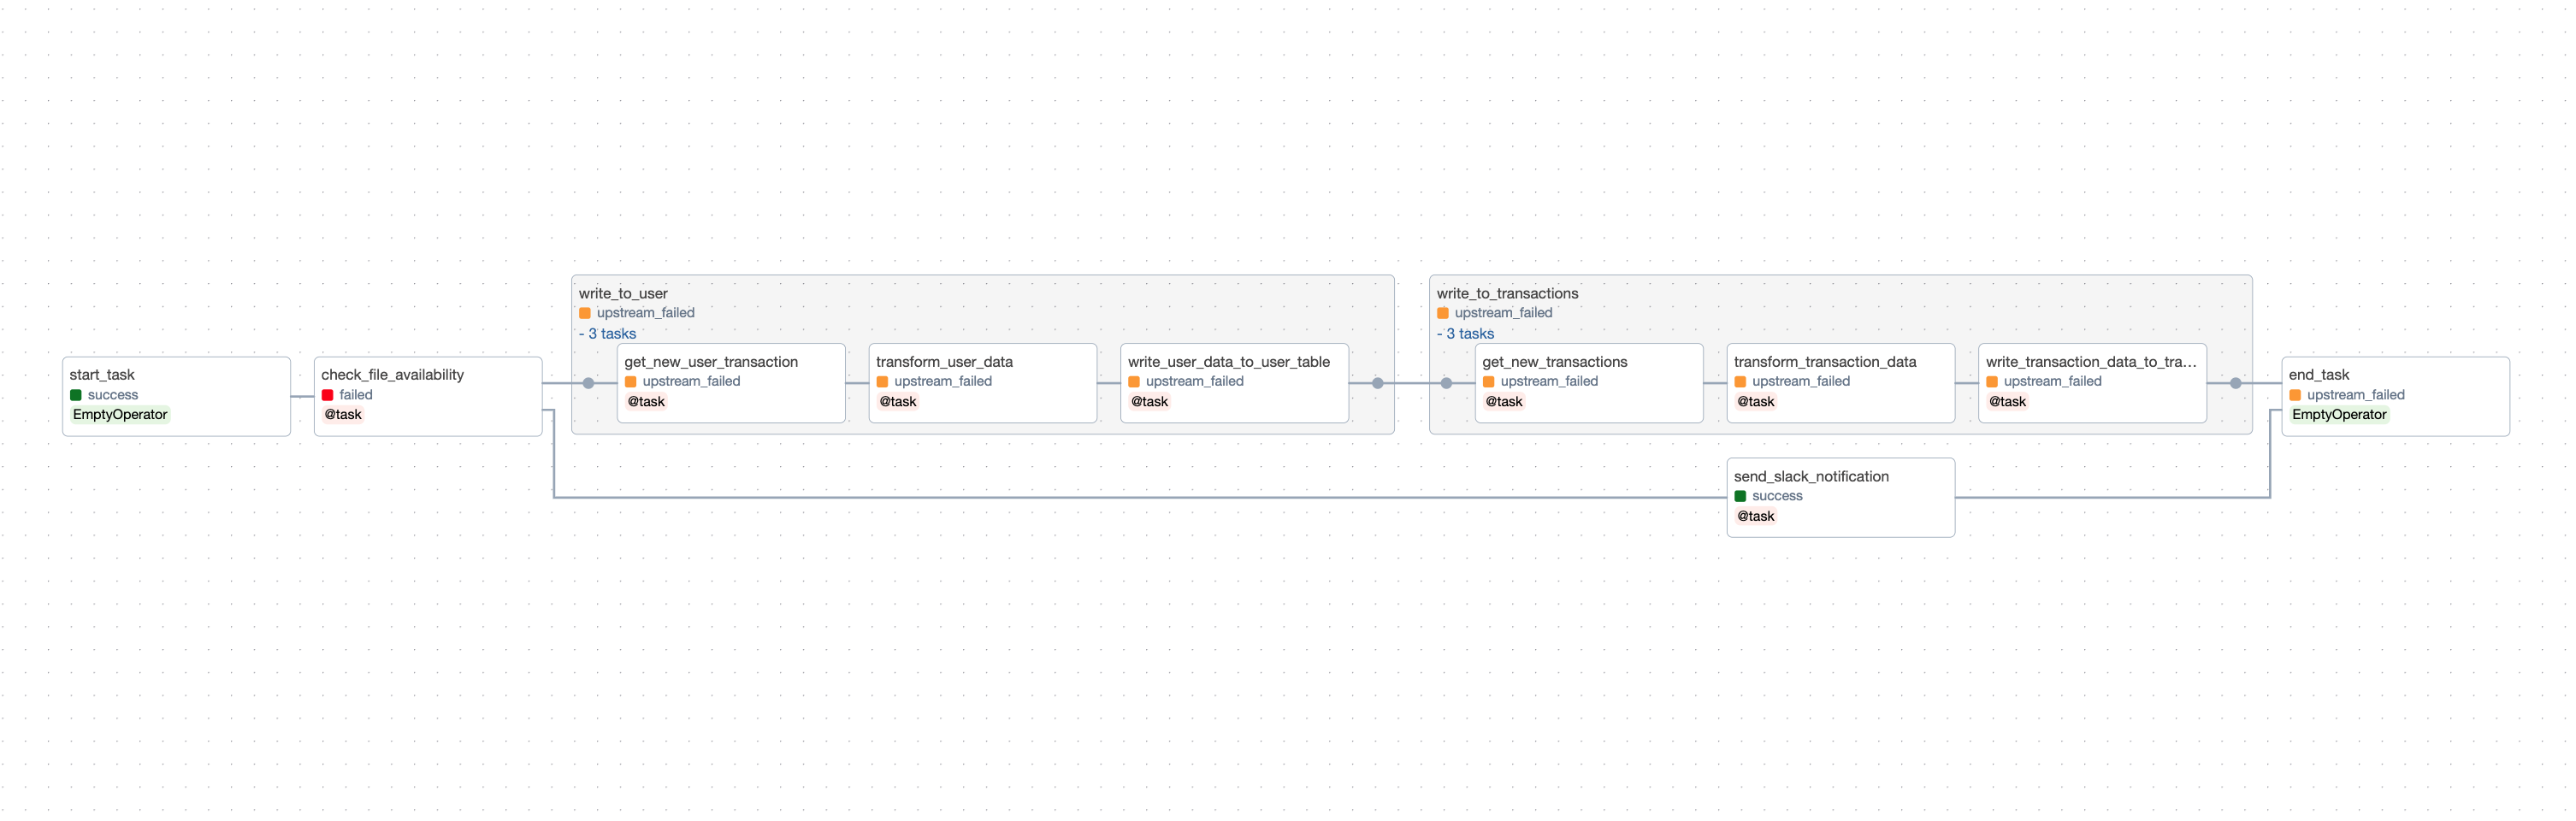 start_task
success
EmptyOperator
check_file_availability
failed
@task
write_to_user
upstream_failed
- 3 tasks
get_new_user_transaction
upstream_failed
@task
transform_user_data
upstream_failed
@task
write_user_data_to_user_table
upstream_failed
@task
write_to_transactions
upstream_failed
- 3 tasks
get_new_transactions
upstream_failed
@task
transform_transaction_data
upstream_failed
@task
write_transaction_data_to_tra...
upstream_failed
@task
send_slack_notification
success
@task
end_task
upstream_failed
EmptyOperator